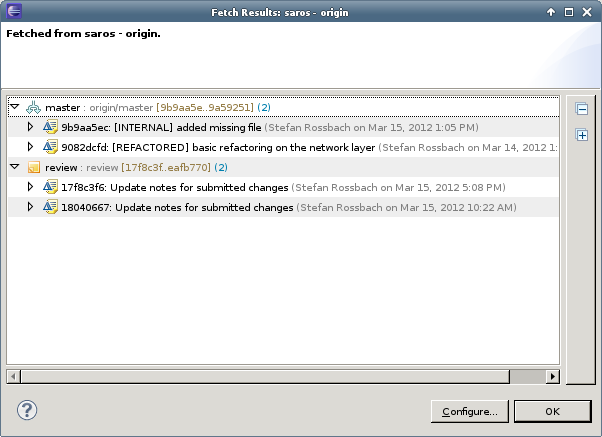 Fetch Results: saros - origin
Fetched from saros - origin.
master : origin/master [9b9aa5e..9a59251] (2)
9b9aa5ec: [INTERNAL] added missing file (Stefan Rossbach on Mar 15, 2012 1:05 PM)
9082dcfd: [REFACTORED] basic refactoring on the network layer (Stefan Rossbach on Mar 14, 2012 1:
review : review [17f8c3f..eafb770] (2)
17f8c3f6: Update notes for submitted changes (Stefan Rossbach on Mar 15, 2012 5:08 PM)
18040667: Update notes for submitted changes (Stefan Rossbach on Mar 15, 2012 10:22 AM)
?
Configure... OK